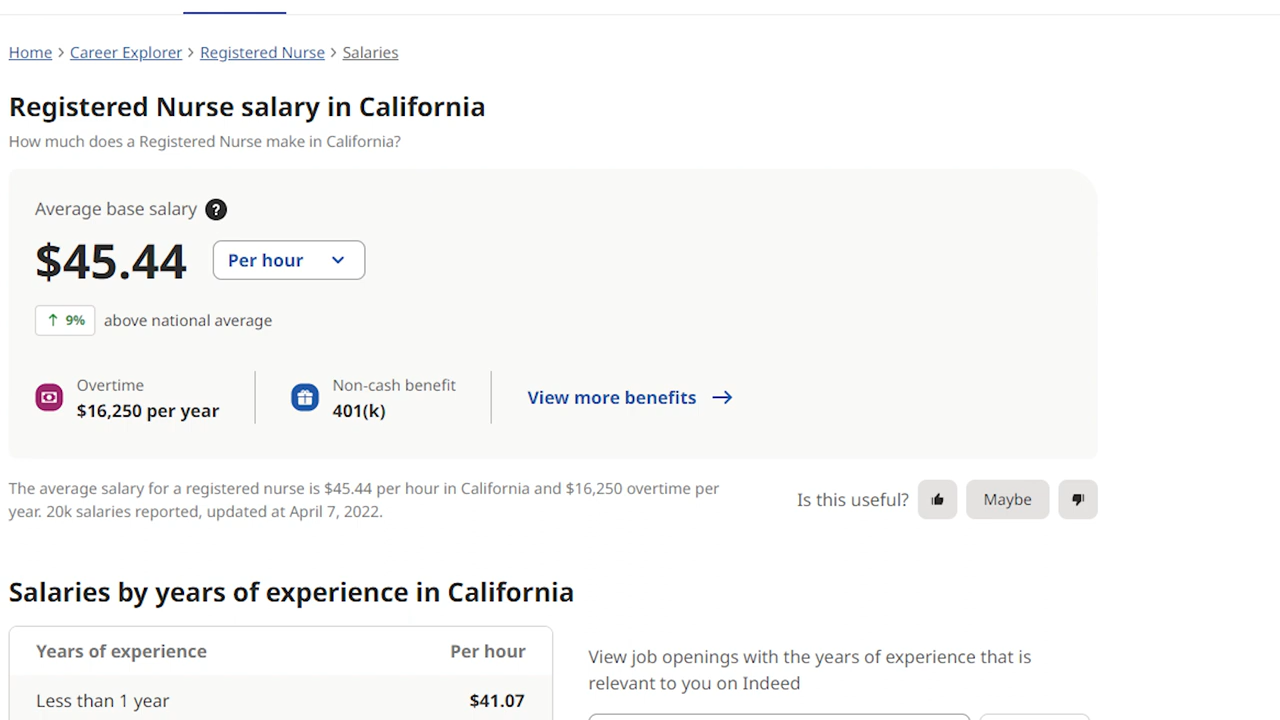 Home > Career Explorer > Registered Nurse > Salaries
Registered Nurse salary in California
How much does a Registered Nurse make in California?
Average base salary ?
$45.44 Per hour
↑ 9% above national average
Overtime
$16,250 per year
Non-cash benefit
401(k)
View more benefits →
The average salary for a registered nurse is $45.44 per hour in California and $16,250 overtime per
year. 20k salaries reported, updated at April 7, 2022.
Is this useful? Maybe
Salaries by years of experience in California
Years of experience Per hour
Less than 1 year $41.07
View job openings with the years of experience that is
relevant to you on Indeed